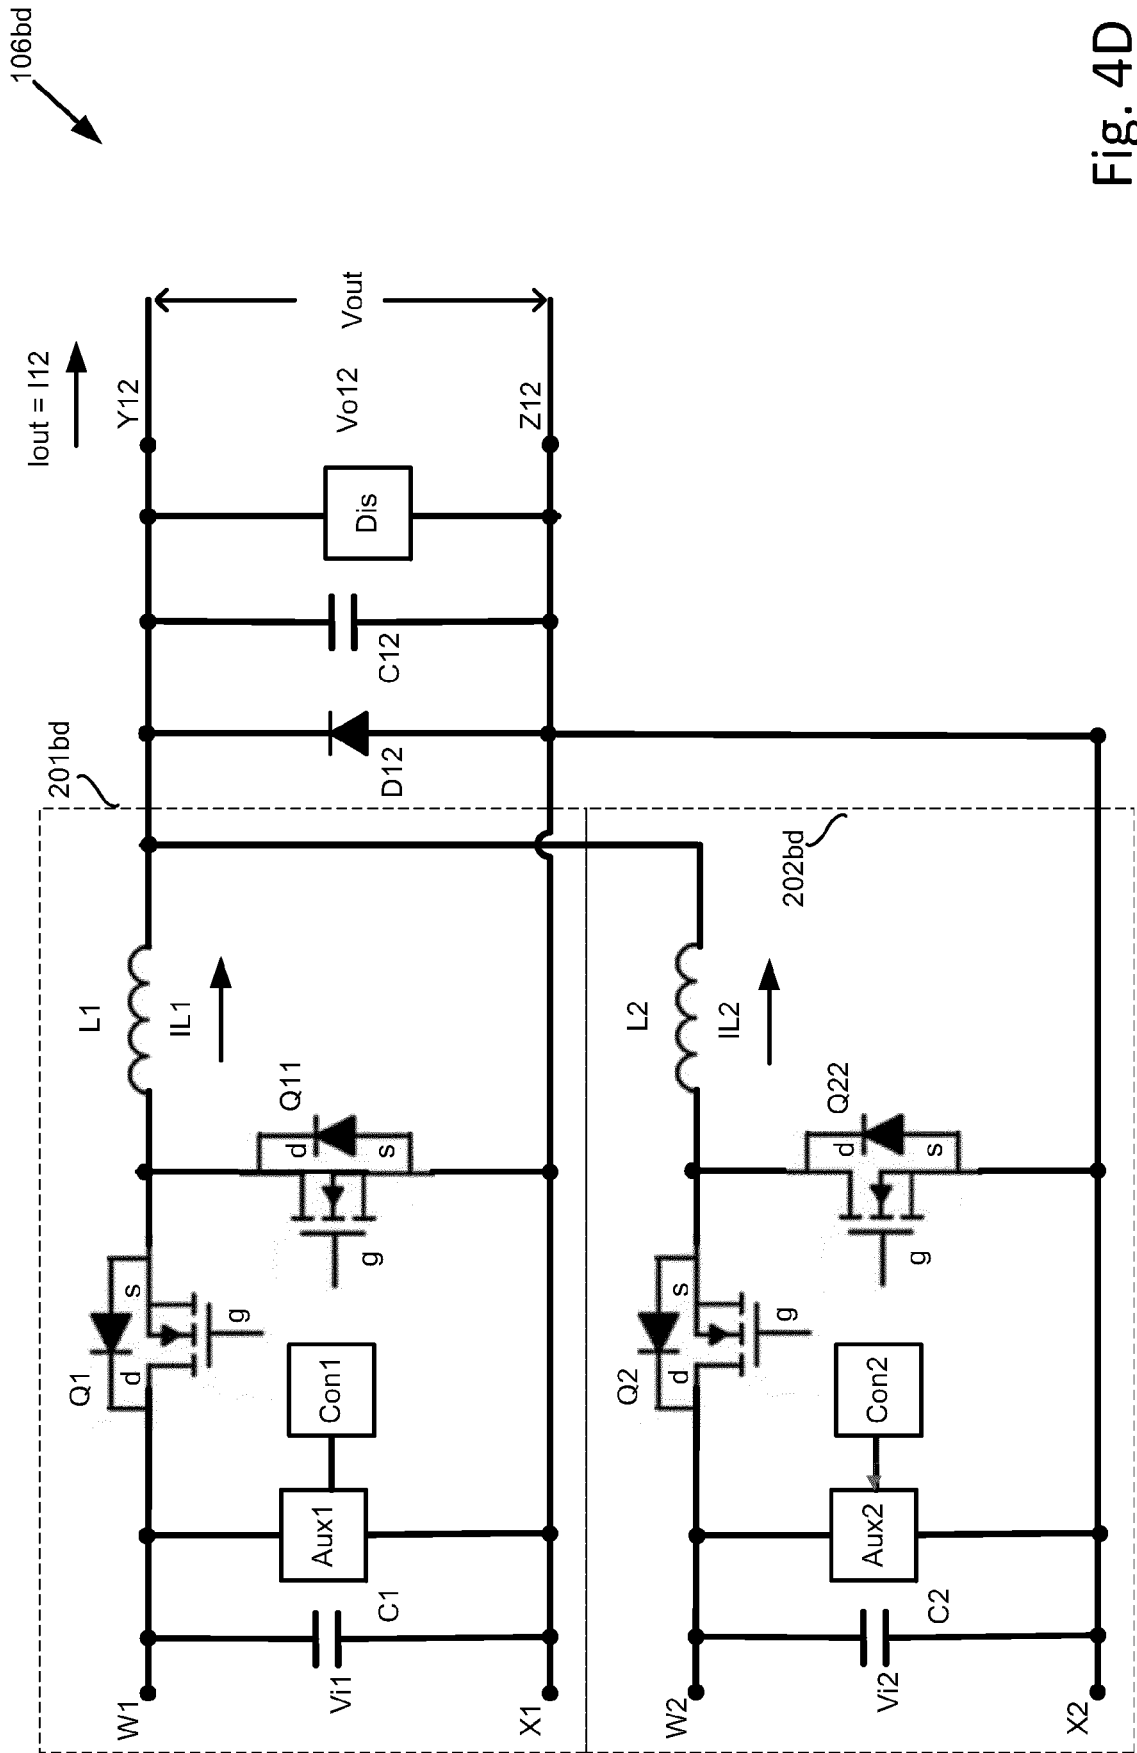 106bd
Iout = I12
Y12
Vout
Vo12
Z12
Dis
C12
D12
201bd
202bd
L1
IL1
Q11
d
s
g
Q1
d
s
g
Con1
Aux1
C1
Vi1
W1
X1
L2
IL2
Q22
d
s
g
Q2
d
s
g
Con2
Aux2
C2
Vi2
W2
X2
Fig. 4D